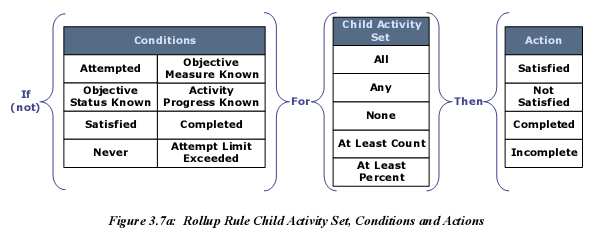 If
(not)
Conditions
Attempted
Objective
Measure Known
Objective
Status Known
Activity
Progress Known
Satisfied
Completed
Never
Attempt Limit
Exceeded
For
Child Activity
Set
All
Any
None
At Least Count
At Least
Percent
Then
Action
Satisfied
Not
Satisfied
Completed
Incomplete
Figure 3.7a: Rollup Rule Child Activity Set, Conditions and Actions